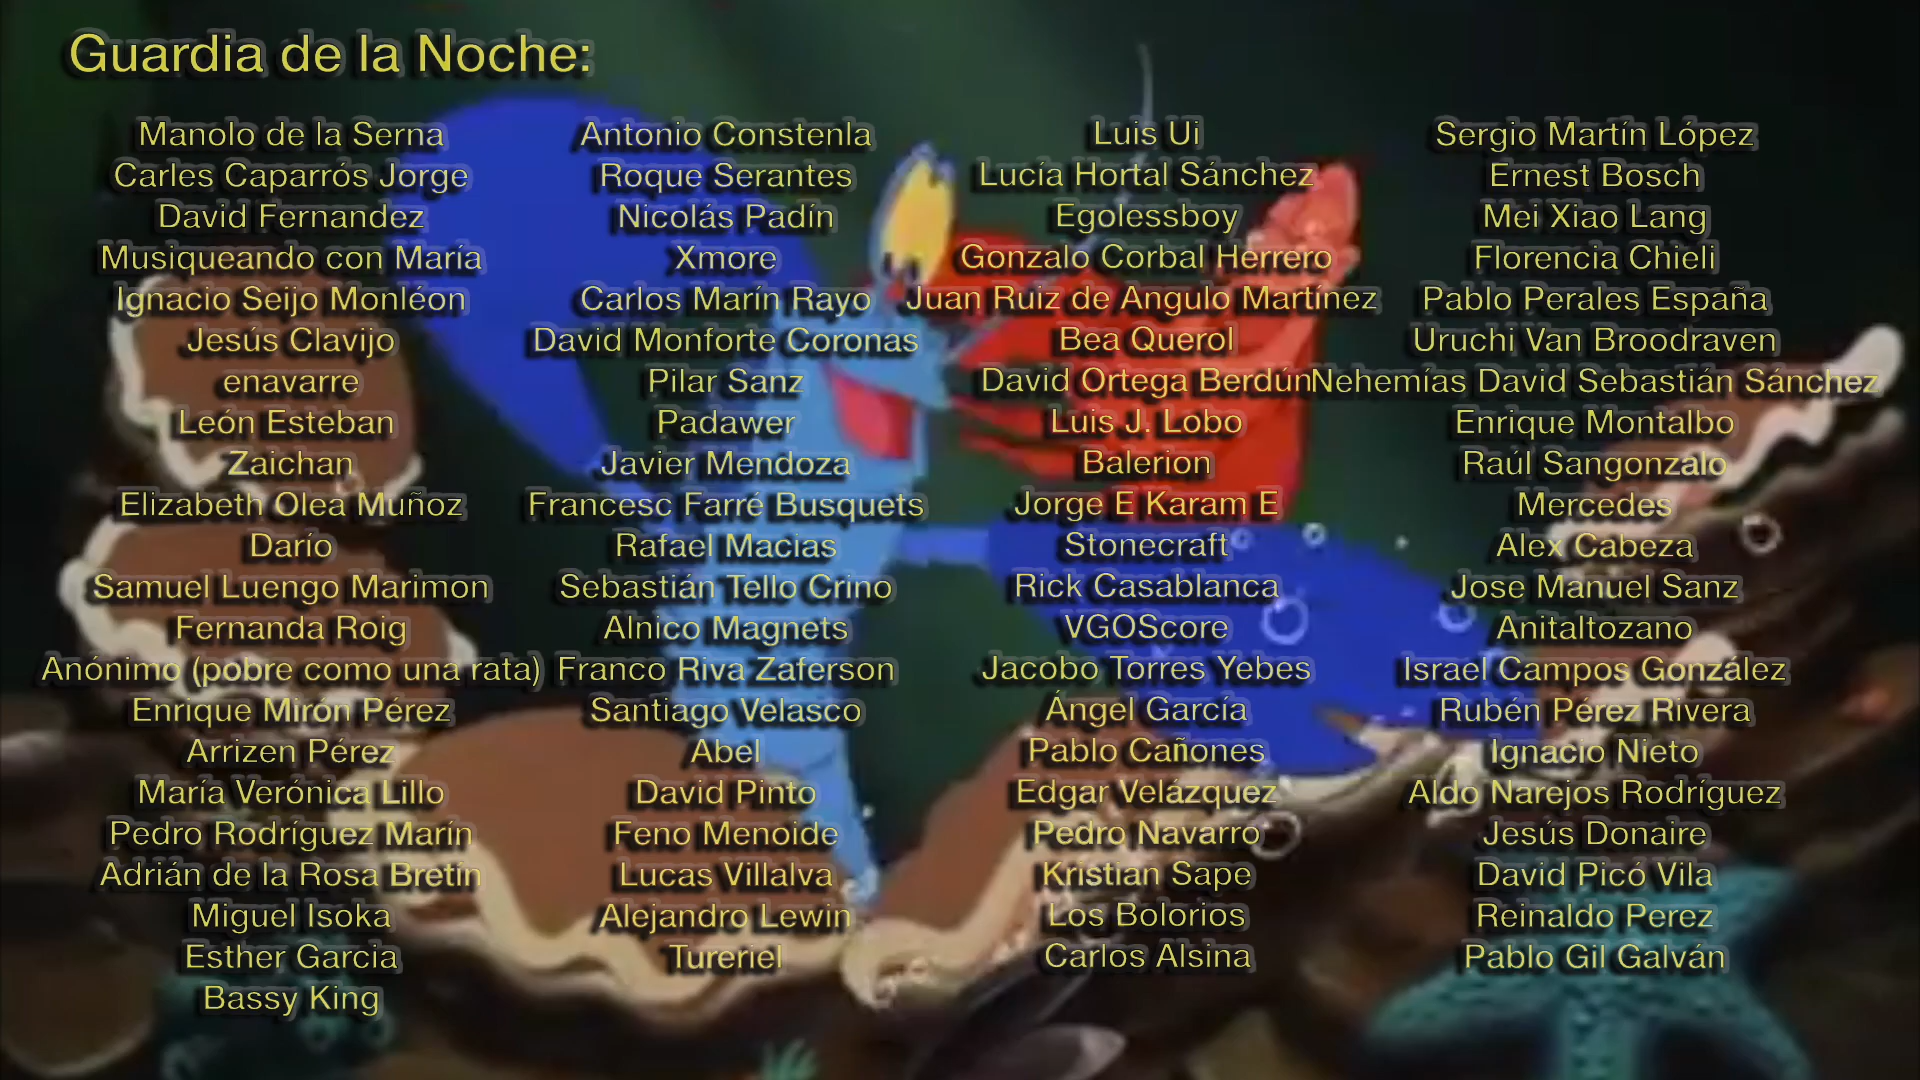 Guardia de la Noche:
Manolo de la Serna
Carles Caparrós Jorge
David Fernandez
Musiqueando con María
Ignacio Seijo Monléon
Jesús Clavijo
enavarre
León Esteban
Zaichan
Elizabeth Olea Muñoz
Darío
Samuel Luengo Marimon
Fernanda Roig
Anónimo (pobre como una rata)
Enrique Mirón Pérez
Arrizen Pérez
María Verónica Lillo
Pedro Rodríguez Marín
Adrián de la Rosa Bretín
Miguel Isoka
Esther Garcia
Bassy King
Antonio Constenla
Roque Serantes
Nicolás Padín
Xmore
Carlos Marín Rayo
David Monforte Coronas
Pilar Sanz
Padawer
Javier Mendoza
Francesc Farré Busquets
Rafael Macias
Sebastián Tello Crino
Alnico Magnets
Franco Riva Zaferson
Santiago Velasco
Abel
David Pinto
Feno Menoide
Lucas Villalva
Alejandro Lewin
Tureriel
Luis Ui
Lucía Hortal Sánchez
Egolessboy
Gonzalo Corbal Herrero
Juan Ruiz de Angulo Martínez
Bea Querol
David Ortega Berdún
Luis J. Lobo
Balerion
Jorge E Karam E
Stonecraft
Rick Casablanca
VGOScore
Jacobo Torres Yebes
Ángel García
Pablo Cañones
Edgar Velázquez
Pedro Navarro
Kristian Sape
Los Bolorios
Carlos Alsina
Sergio Martín López
Ernest Bosch
Mei Xiao Lang
Florencia Chieli
Pablo Perales España
Uruchi Van Broodraven
Nehemías David Sebastián Sánchez
Enrique Montalbo
Raúl Sangonzalo
Mercedes
Alex Cabeza
Jose Manuel Sanz
Anitaltozano
Israel Campos González
Rubén Pérez Rivera
Ignacio Nieto
Aldo Narejos Rodríguez
Jesús Donaire
David Picó Vila
Reinaldo Perez
Pablo Gil Galván